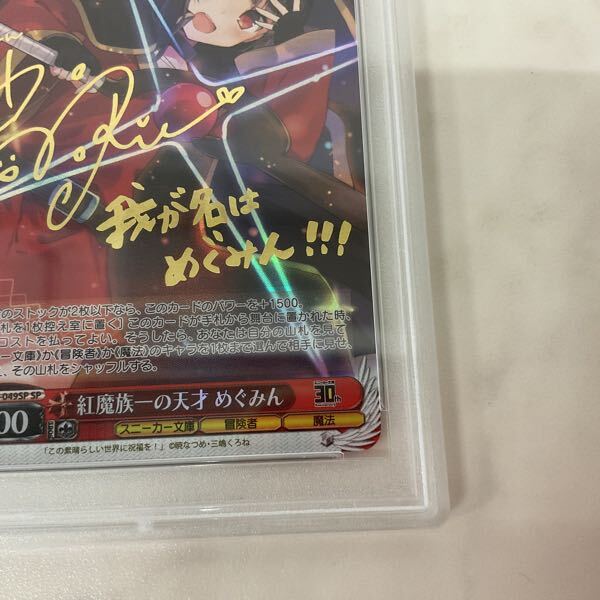 Rie
我が名は
めぐみん!!!
のストックが2枚以下なら、このカードのパワーを+1500。
札を1枚控え室に置く］このカードが手札から舞台に置かれた時、
コストを払ってよい。そうしたら、あなたは自分の山札を見て
ー文庫》か《冒険者》か《魔法》のキャラを1枚まで選んで相手に見せ、
、その山札をシャッフルする。
-049SP SP
00
紅魔族一の天才 めぐみん
30th
スニーカー文庫 冒険者 魔法
「この素晴らしい世界に祝福を！」©暁なつめ・三嶋くろね